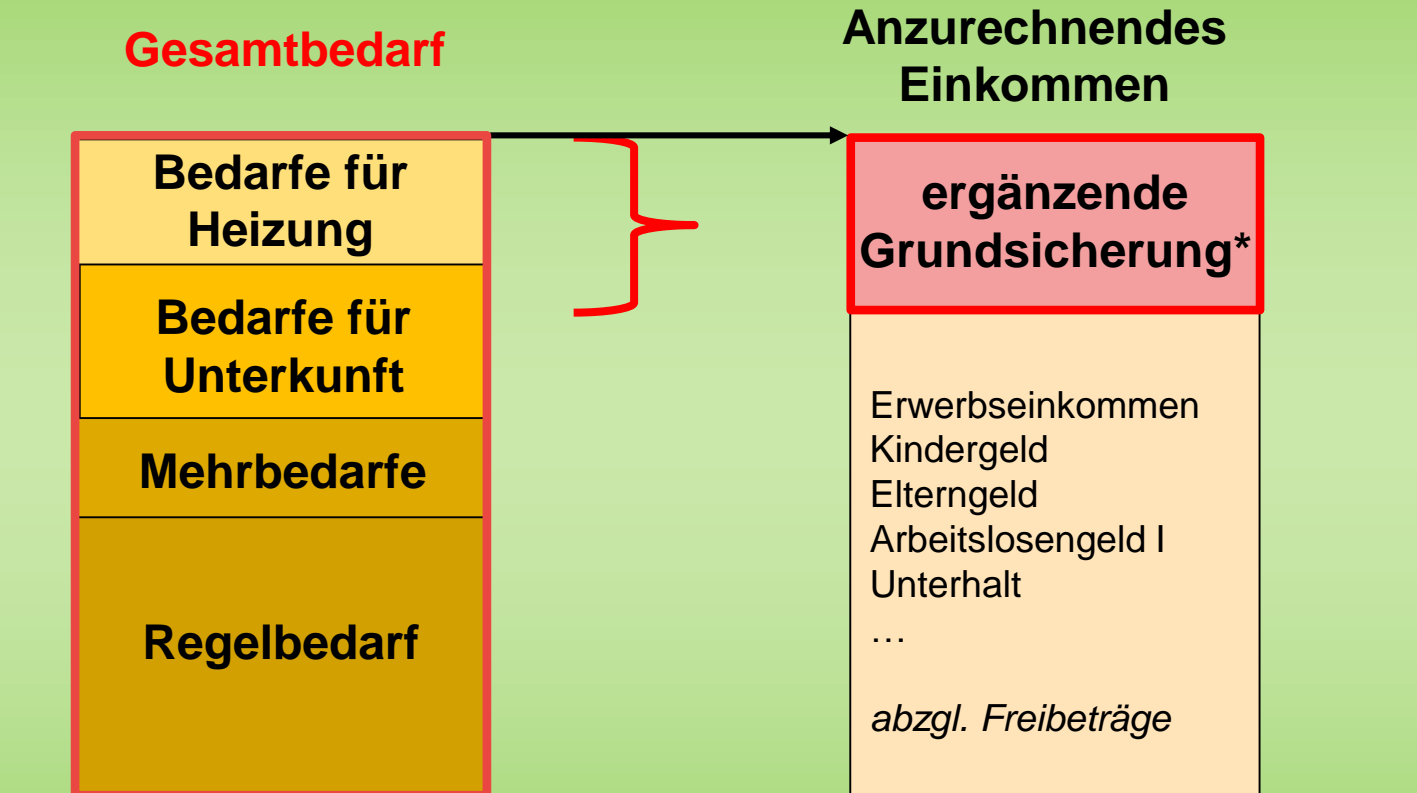 Gesamtbedarf
Anzurechnendes
Einkommen
Bedarfe für
Heizung
Bedarfe für
Unterkunft
Mehrbedarfe
Regelbedarf
ergänzende
Grundsicherung*
Erwerbseinkommen
Kindergeld
Elterngeld
Arbeitslosengeld I
Unterhalt
…
abzgl. Freibeträge